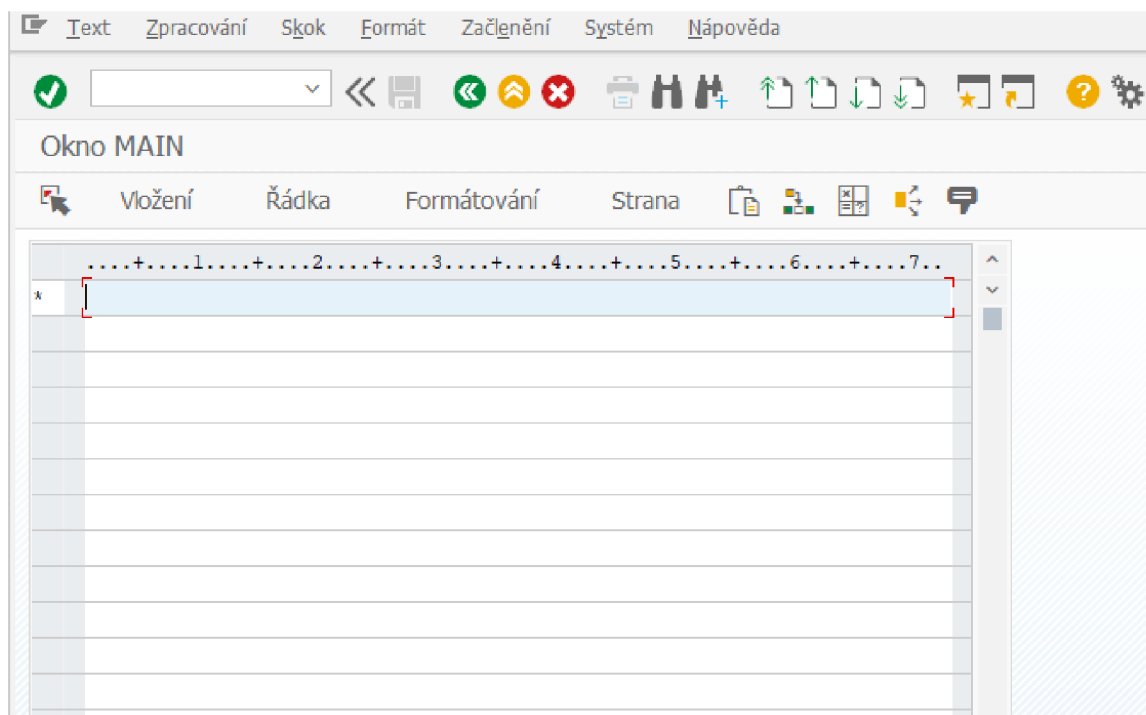 Text Zpracování Skok Formát Začlenění Systém Nápověda
Okno MAIN
Vložení Řádka Formátování Strana
....+....1....+....2....+....3....+....4....+....5....+....6....+....7..
*